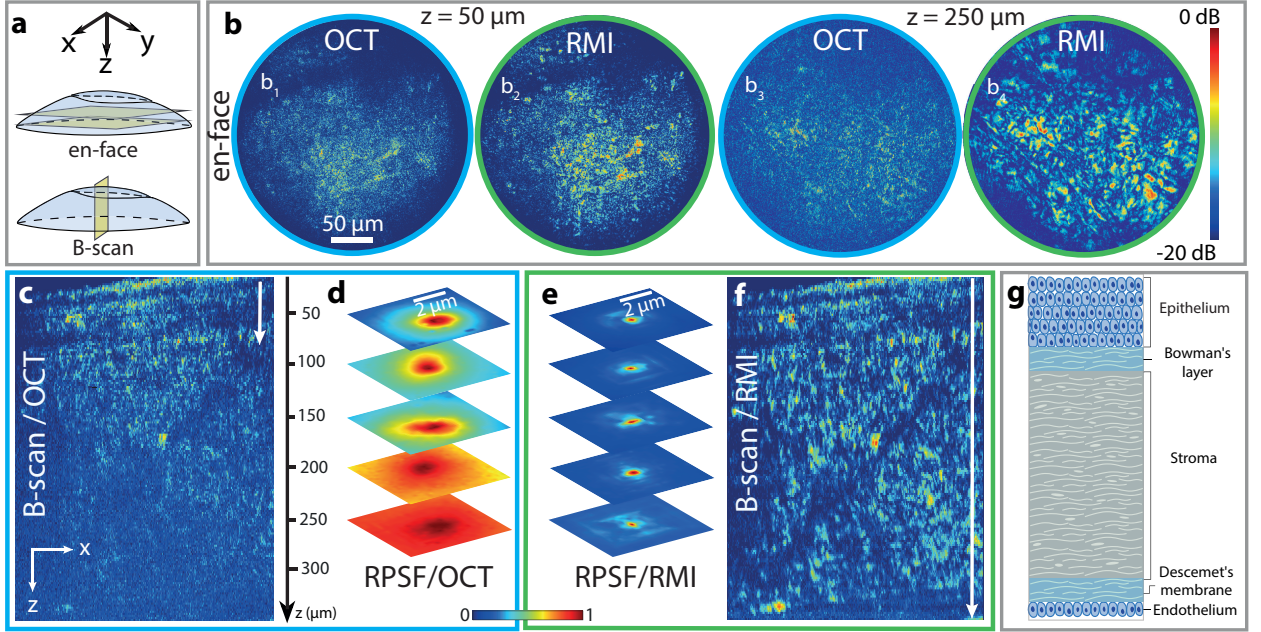 a
x
y
z
en-face
B-scan
b
z = 50 μm
z = 250 μm
0 dB
OCT
RMI
OCT
RMI
b1
b2
b3
b4
en-face
50 μm
-20 dB
c
B-scan / OCT
x
z
50
100
150
200
250
300
z (μm)
d
2 μm
RPSF/OCT
0
1
e
2 μm
RPSF/RMI
f
B-scan / RMI
g
Epithelium
Bowman's
layer
Stroma
Descemet's
membrane
Endothelium